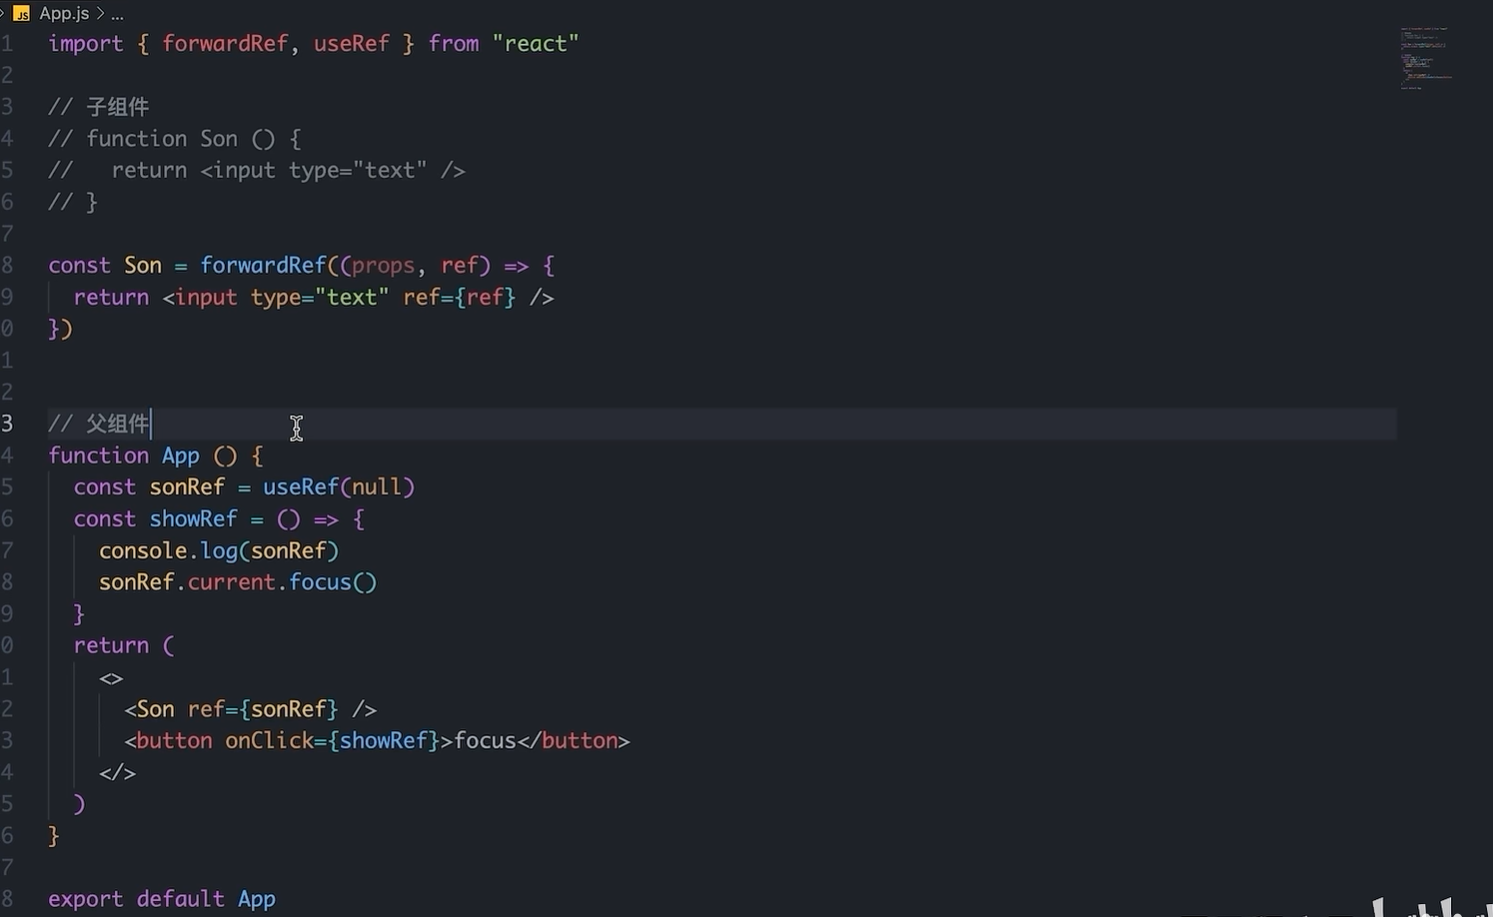 JS App.js > ...
1 import { forwardRef, useRef } from "react"
2
3 // 子组件
4 // function Son () {
5 //   return <input type="text" />
6 // }
7
8 const Son = forwardRef((props, ref) => {
9   return <input type="text" ref={ref} />
0 })
1
2
3 // 父组件
4 function App () {
5   const sonRef = useRef(null)
6   const showRef = () => {
7     console.log(sonRef)
8     sonRef.current.focus()
9   }
0   return (
1     <>
2       <Son ref={sonRef} />
3       <button onClick={showRef}>focus</button>
4     </>
5   )
6 }
7
8 export default App